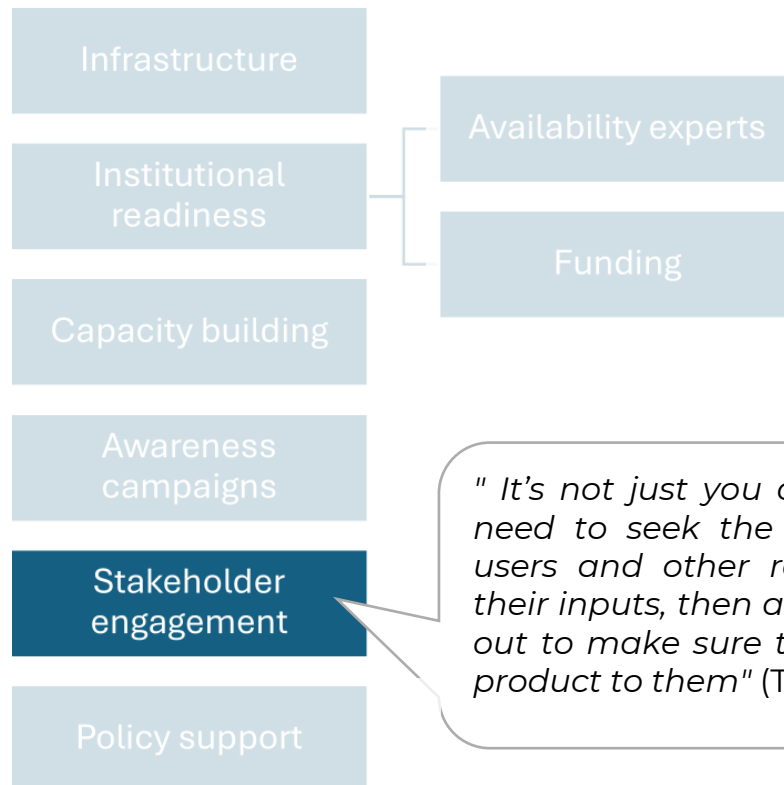 Infrastructure
Institutional
readiness
Availability experts
Funding
Capacity building
Awareness
campaigns
Stakeholder
engagement
Policy support
" It’s not just you
need to seek the
users and other
their inputs, then
out to make sure
product to them"